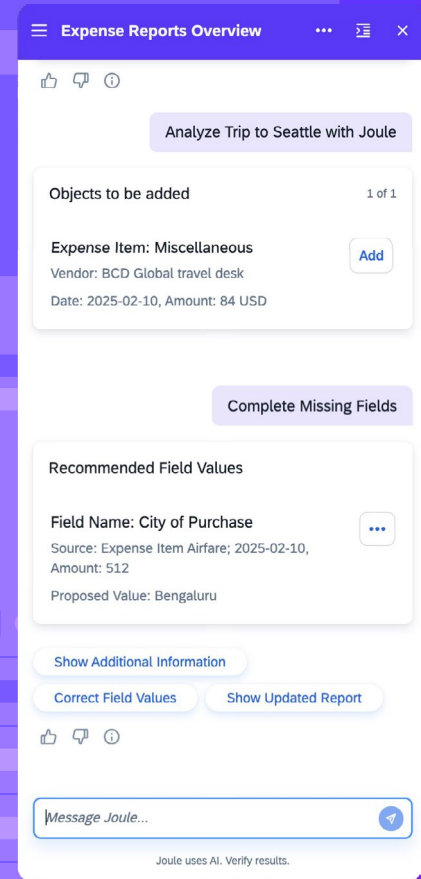 Expense Reports Overview
Analyze Trip to Seattle with Joule
Objects to be added 1 of 1
Expense Item: Miscellaneous
Add
Vendor: BCD Global travel desk
Date: 2025-02-10, Amount: 84 USD
Complete Missing Fields
Recommended Field Values
Field Name: City of Purchase
Source: Expense Item Airfare; 2025-02-10,
Amount: 512
Proposed Value: Bengaluru
Show Additional Information
Correct Field Values Show Updated Report
Message Joule...
Joule uses AI. Verify results.